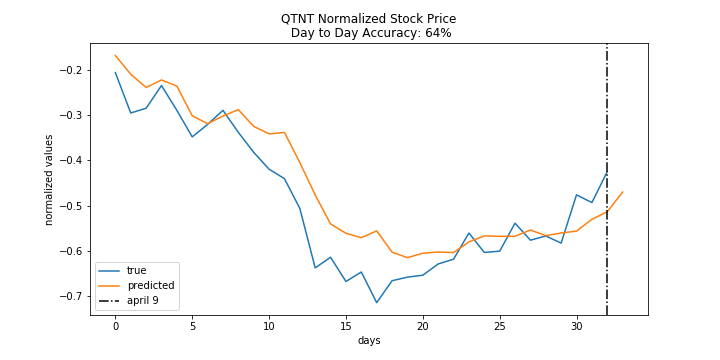 QTNT Normalized Stock Price
Day to Day Accuracy: 64%
normalized values
−0.2
−0.3
−0.4
−0.5
−0.6
−0.7
true
predicted
april 9
0 5 10 15 20 25 30
days